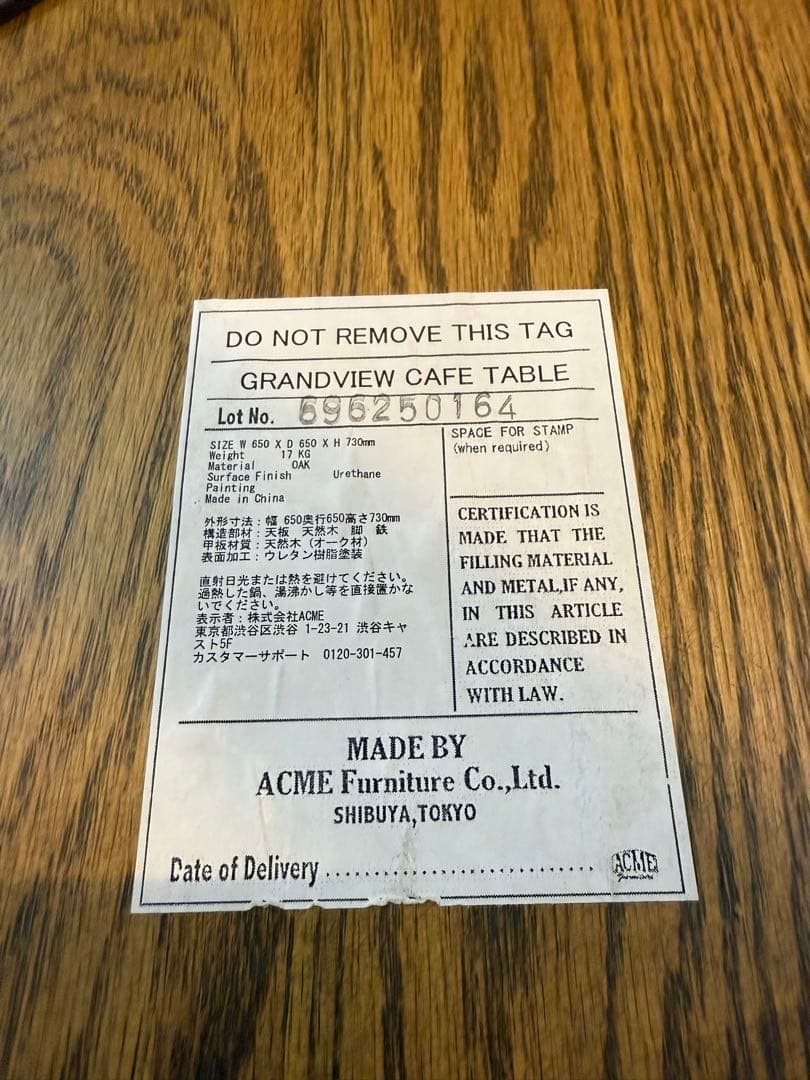 DO NOT REMOVE THIS TAG
GRANDVIEW CAFE TABLE
Lot No. 696250164
SIZE W 650 X D 650 X H 730mm
Weight 17 KG
Material OAK
Surface Finish Urethane
Painting
Made in China
外形寸法：幅 650奥行650高さ730mm
構造部材：天板 天然木 脚 鉄
甲板材質：天然木（オーク材）
表面加工：ウレタン樹脂塗装
直射日光または熱を避けてください。
過熱した鍋、湯沸かし等を直接置かな
いでください。
表示者：株式会社ACME
東京都渋谷区渋谷 1-23-21 渋谷キャ
スト5F
カスタマーサポート 0120-301-457
SPACE FOR STAMP
(when required)
CERTIFICATION IS
MADE THAT THE
FILLING MATERIAL
AND METAL,IF ANY,
IN THIS ARTICLE
ARE DESCRIBED IN
ACCORDANCE
WITH LAW.
MADE BY
ACME Furniture Co.,Ltd.
SHIBUYA,TOKYO
Date of Delivery
ACME
Furniture